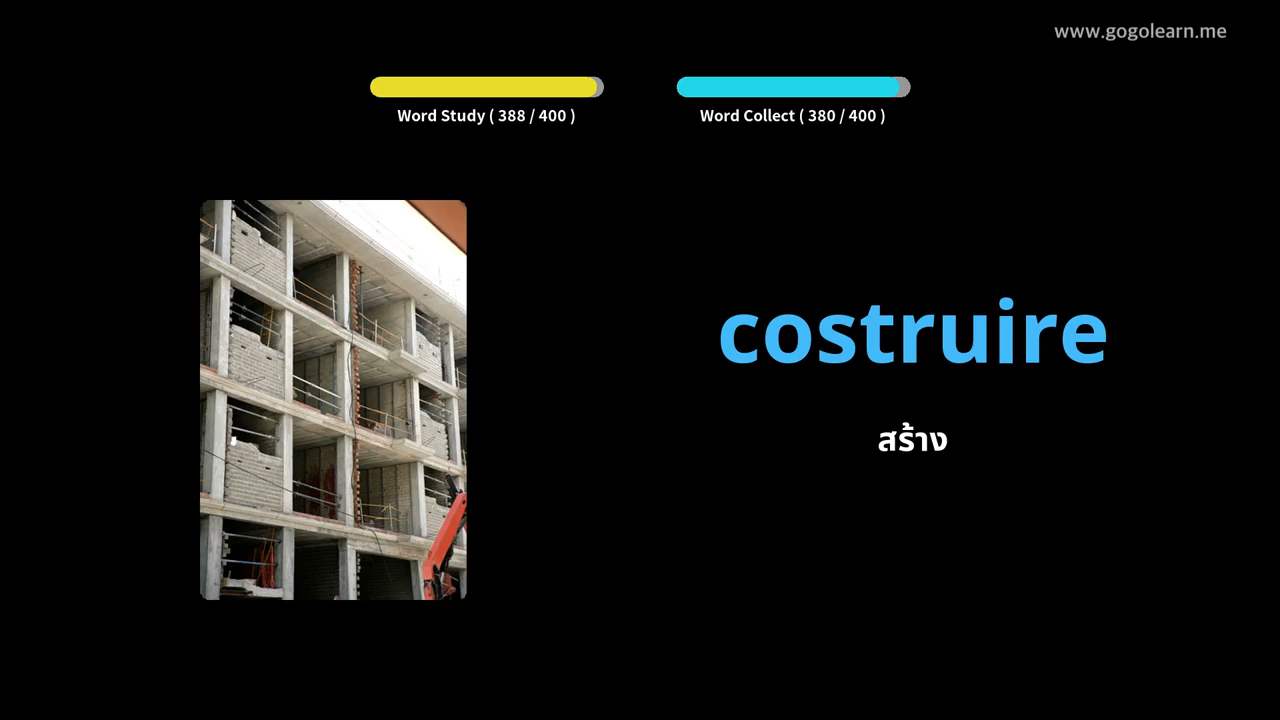 www.gogolearn.me
Word Study ( 388 / 400 )
Word Collect ( 380 / 400 )
costruire
สร้าง